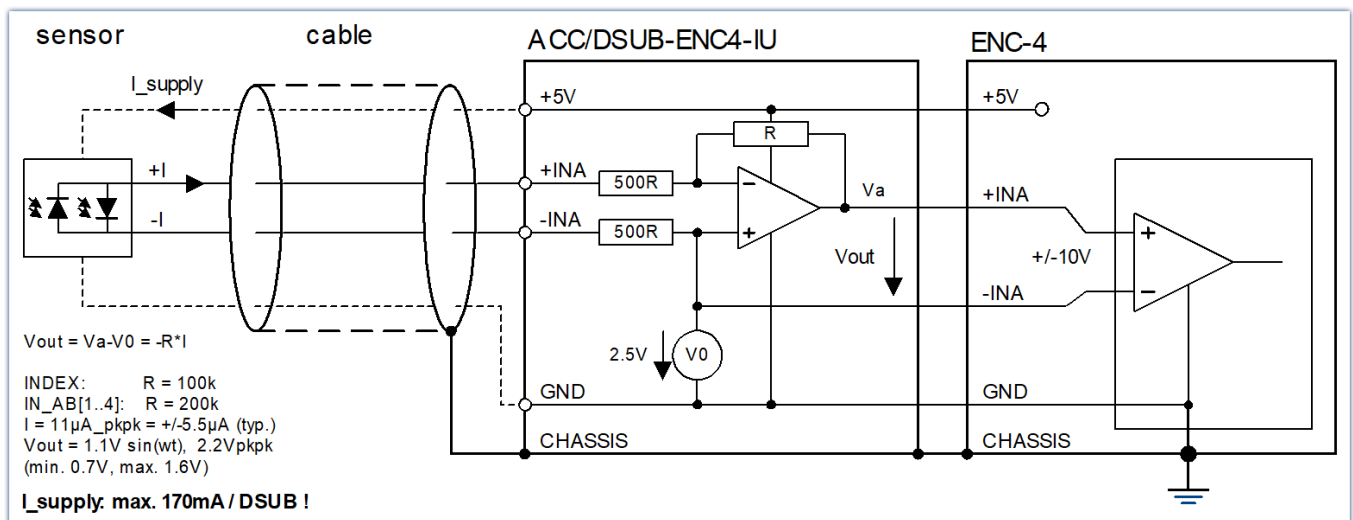 sensor
cable
ACC/DSUB-ENC4-IU
ENC-4
I_supply
+5V
+5V
R
+I
+INA
500R
−
Va
+INA
-I
-INA
500R
+
+
Vout
+/-10V
-INA
−
Vout = Va-V0 = -R*I
2.5V
V0
INDEX: R = 100k
IN_AB[1..4]: R = 200k
I = 11µA_pkpk = +/-5.5µA (typ.)
Vout = 1.1V sin(wt), 2.2Vpkpk
(min. 0.7V, max. 1.6V)
I_supply: max. 170mA / DSUB !
GND
GND
CHASSIS
CHASSIS